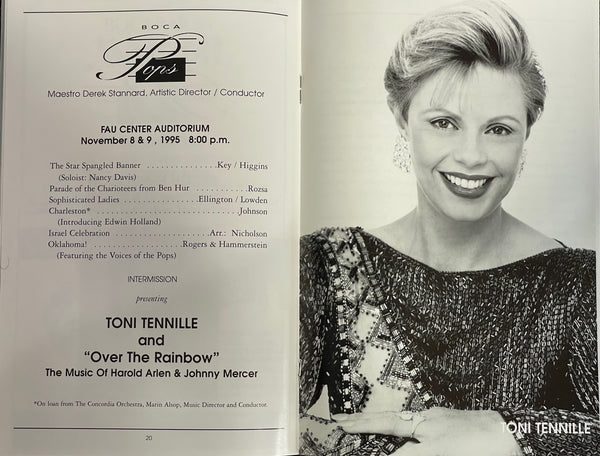 BOCA
Pops
Maestro Derek Stannard, Artistic Director / Conductor
FAU CENTER AUDITORIUM
November 8 & 9 , 1995 8:00 p.m.
The Star Spangled Banner . . . . . . . . . . . . . . .Key / Higgins
(Soloist: Nancy Davis)
Parade of the Charioteers from Ben Hur . . . . . . . . . . .Rozsa
Sophisticated Ladies . . . . . . . . . . . . . . . .Ellington / Lowden
Charleston* . . . . . . . . . . . . . . . . . . . . . . . . . . . . .Johnson
(Introducing Edwin Holland)
Israel Celebration . . . . . . . . . . . . . . . . . . .Arr.: Nicholson
Oklahoma! . . . . . . . . . . . . . . . . . .Rogers & Hammerstein
(Featuring the Voices of the Pops)
INTERMISSION
presenting
TONI TENNILLE
and
"Over The Rainbow"
The Music Of Harold Arlen & Johnny Mercer
*On loan from The Concordia Orchestra, Marin Alsop, Music Director and Conductor.
20
TONI TENNILLE